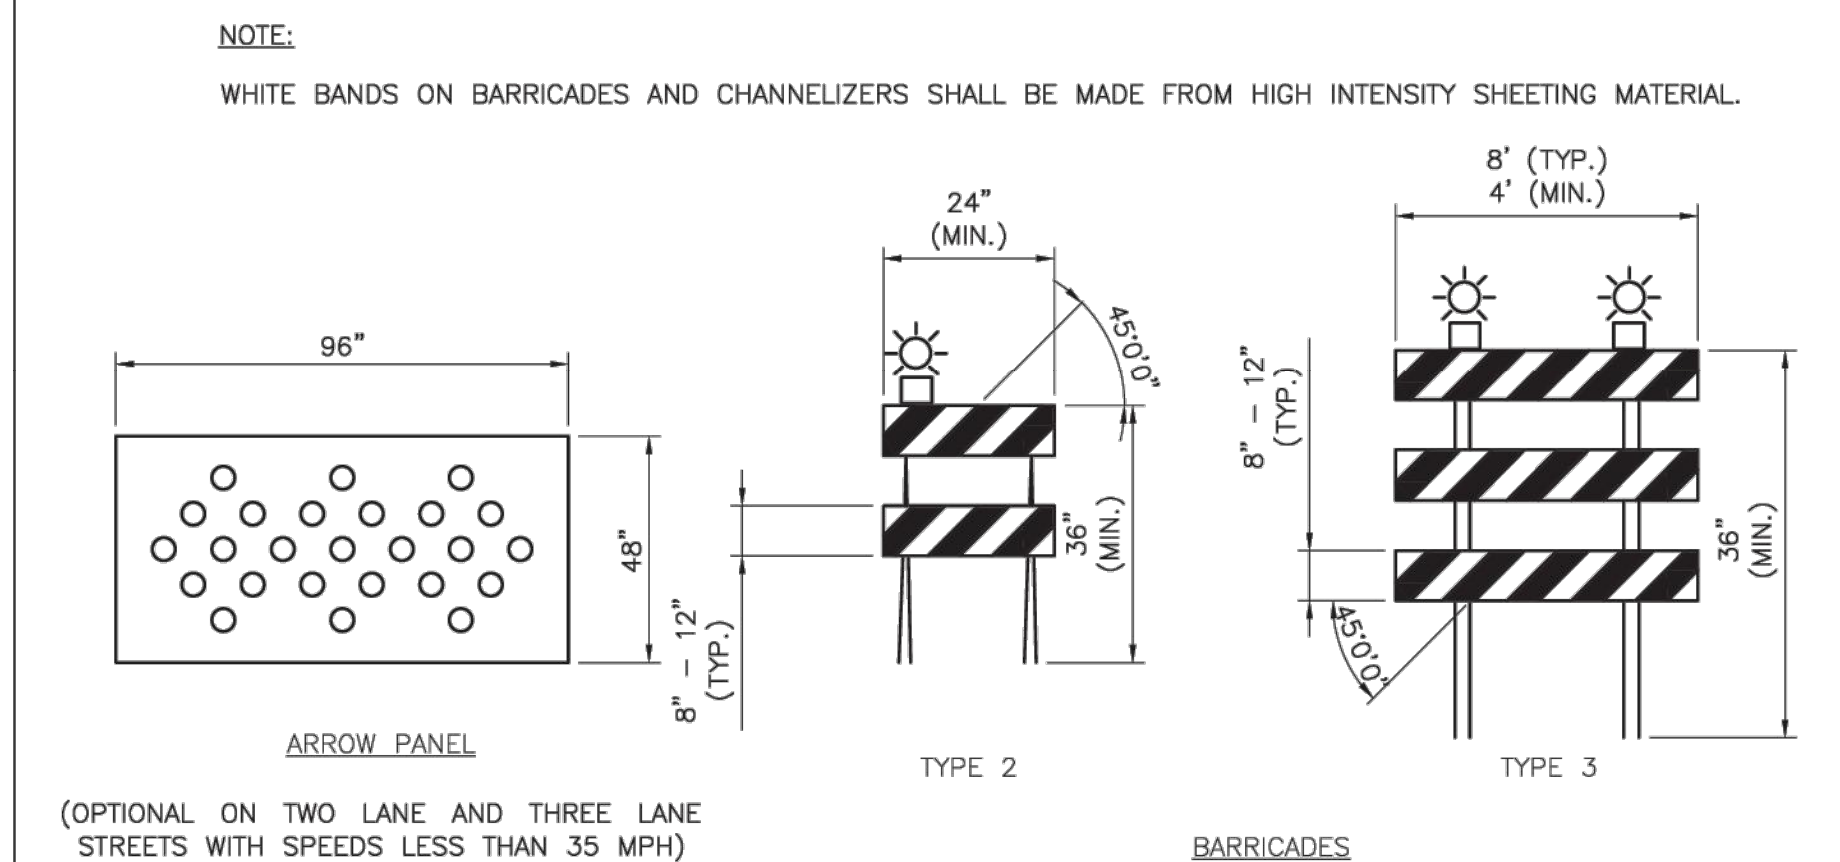 NOTE:
WHITE BANDS ON BARRICADES AND CHANNELIZERS SHALL BE MADE FROM HIGH INTENSITY SHEETING MATERIAL.
96”
48”
ARROW PANEL
(OPTIONAL ON TWO LANE AND THREE LANE
STREETS WITH SPEEDS LESS THAN 35 MPH)
24”
(MIN.)
45°0’0”
36”
(MIN.)
8” – 12”
(TYP.)
TYPE 2
8’ (TYP.)
4’ (MIN.)
8” – 12”
(TYP.)
36”
(MIN.)
45°0’0”
TYPE 3
BARRICADES